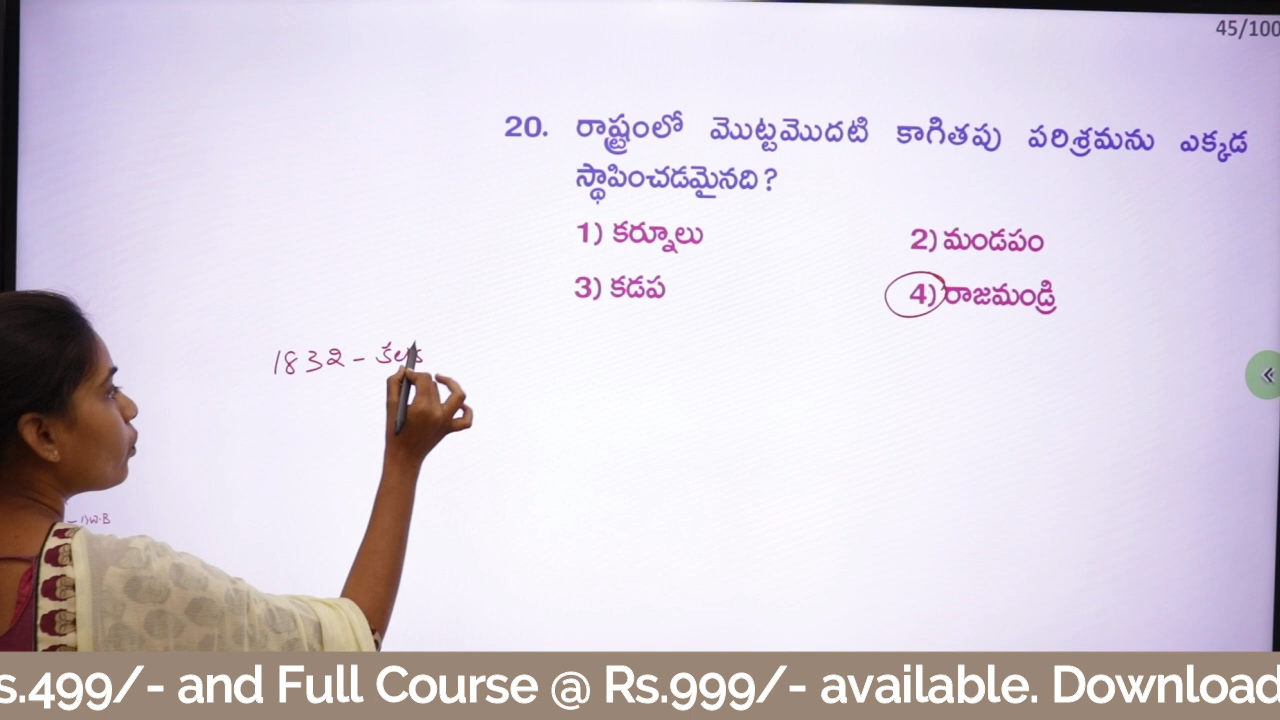 45/100
20. రాష్ట్రంలో మొట్టమొదటి కాగితపు పరిశ్రమను ఎక్కడ
స్థాపించడమైనది?
1) కర్నూలు 2) మండపం
3) కడప 4) రాజమండ్రి
1832 -
s.499/- and Full Course @ Rs.999/- available. Download